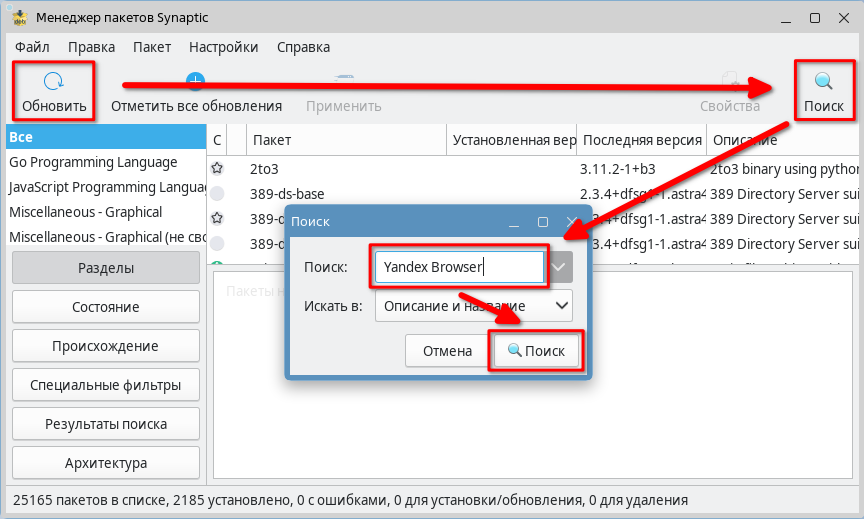 Менеджер пакетов Synaptic
Файл Правка Пакет Настройки Справка
Обновить Отметить все обновления Применить Свойства Поиск
Все
Go Programming Language
JavaScript Programming Langua
Miscellaneous - Graphical
Miscellaneous - Graphical (не сво
С Пакет Установленная вер Последняя версия Описание
2to3 3.11.2-1+b3 2to3 binary using python
389-ds-base 2.3.4+dfsg1-1.astra4 389 Directory Server sui
389-d 2.3.4+dfsg1-1.astra4 389 Directory Server sui
389-d 2.3.4+dfsg1-1.astra4 389 Directory Server sui
Разделы
Состояние
Происхождение
Специальные фильтры
Результаты поиска
Архитектура
Пакеты н
Поиск
Поиск: Yandex Browser
Искать в: Описание и название
Отмена Поиск
25165 пакетов в списке, 2185 установлено, 0 с ошибками, 0 для установки/обновления, 0 для удаления